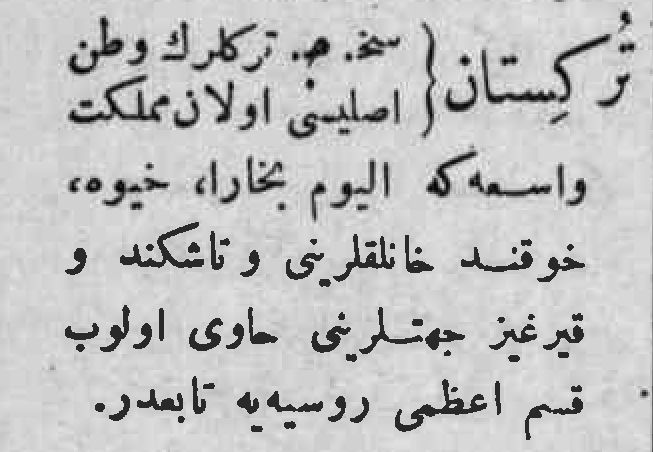 تُركِستان { سخ. ﻫ. تركلرك وطن
اصليسى اولان مملكت
واسعه‌كه اليوم بخارا، خيوه،
خوقند خانلقلرينى و تاشكند و
قيرغيز جهتلرينى حاوى اولوب
قسم اعظمى روسيه‌يه تابعدر.